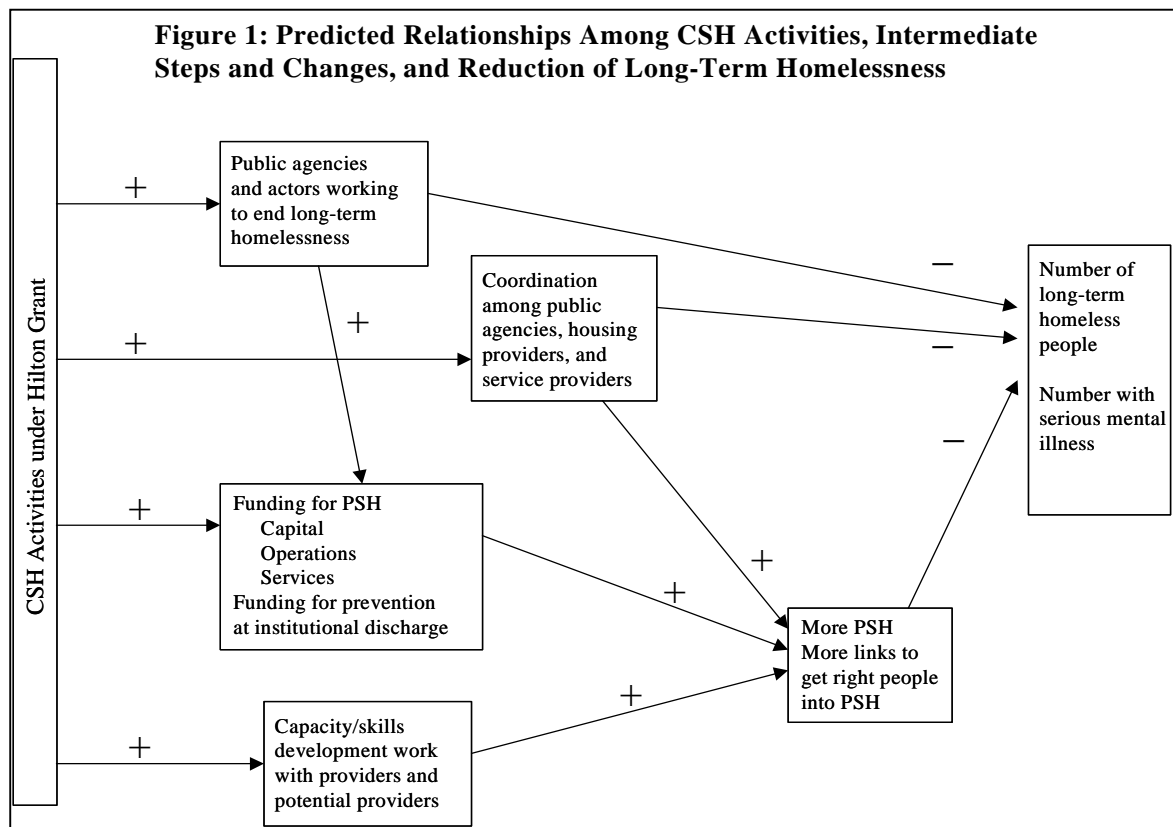 Figure 1: Predicted Relationships Among CSH Activities, Intermediate
Steps and Changes, and Reduction of Long-Term Homelessness
CSH Activities under Hilton Grant
+
Public agencies
and actors working
to end long-term
homelessness
+
+
Coordination
among public
agencies, housing
providers, and
service providers
−
−
Number of
long-term
homeless
people
Number with
serious mental
illness
−
+
Funding for PSH
Capital
Operations
Services
Funding for prevention
at institutional discharge
+
+
More PSH
More links to
get right people
into PSH
+
+
Capacity/skills
development work
with providers and
potential providers